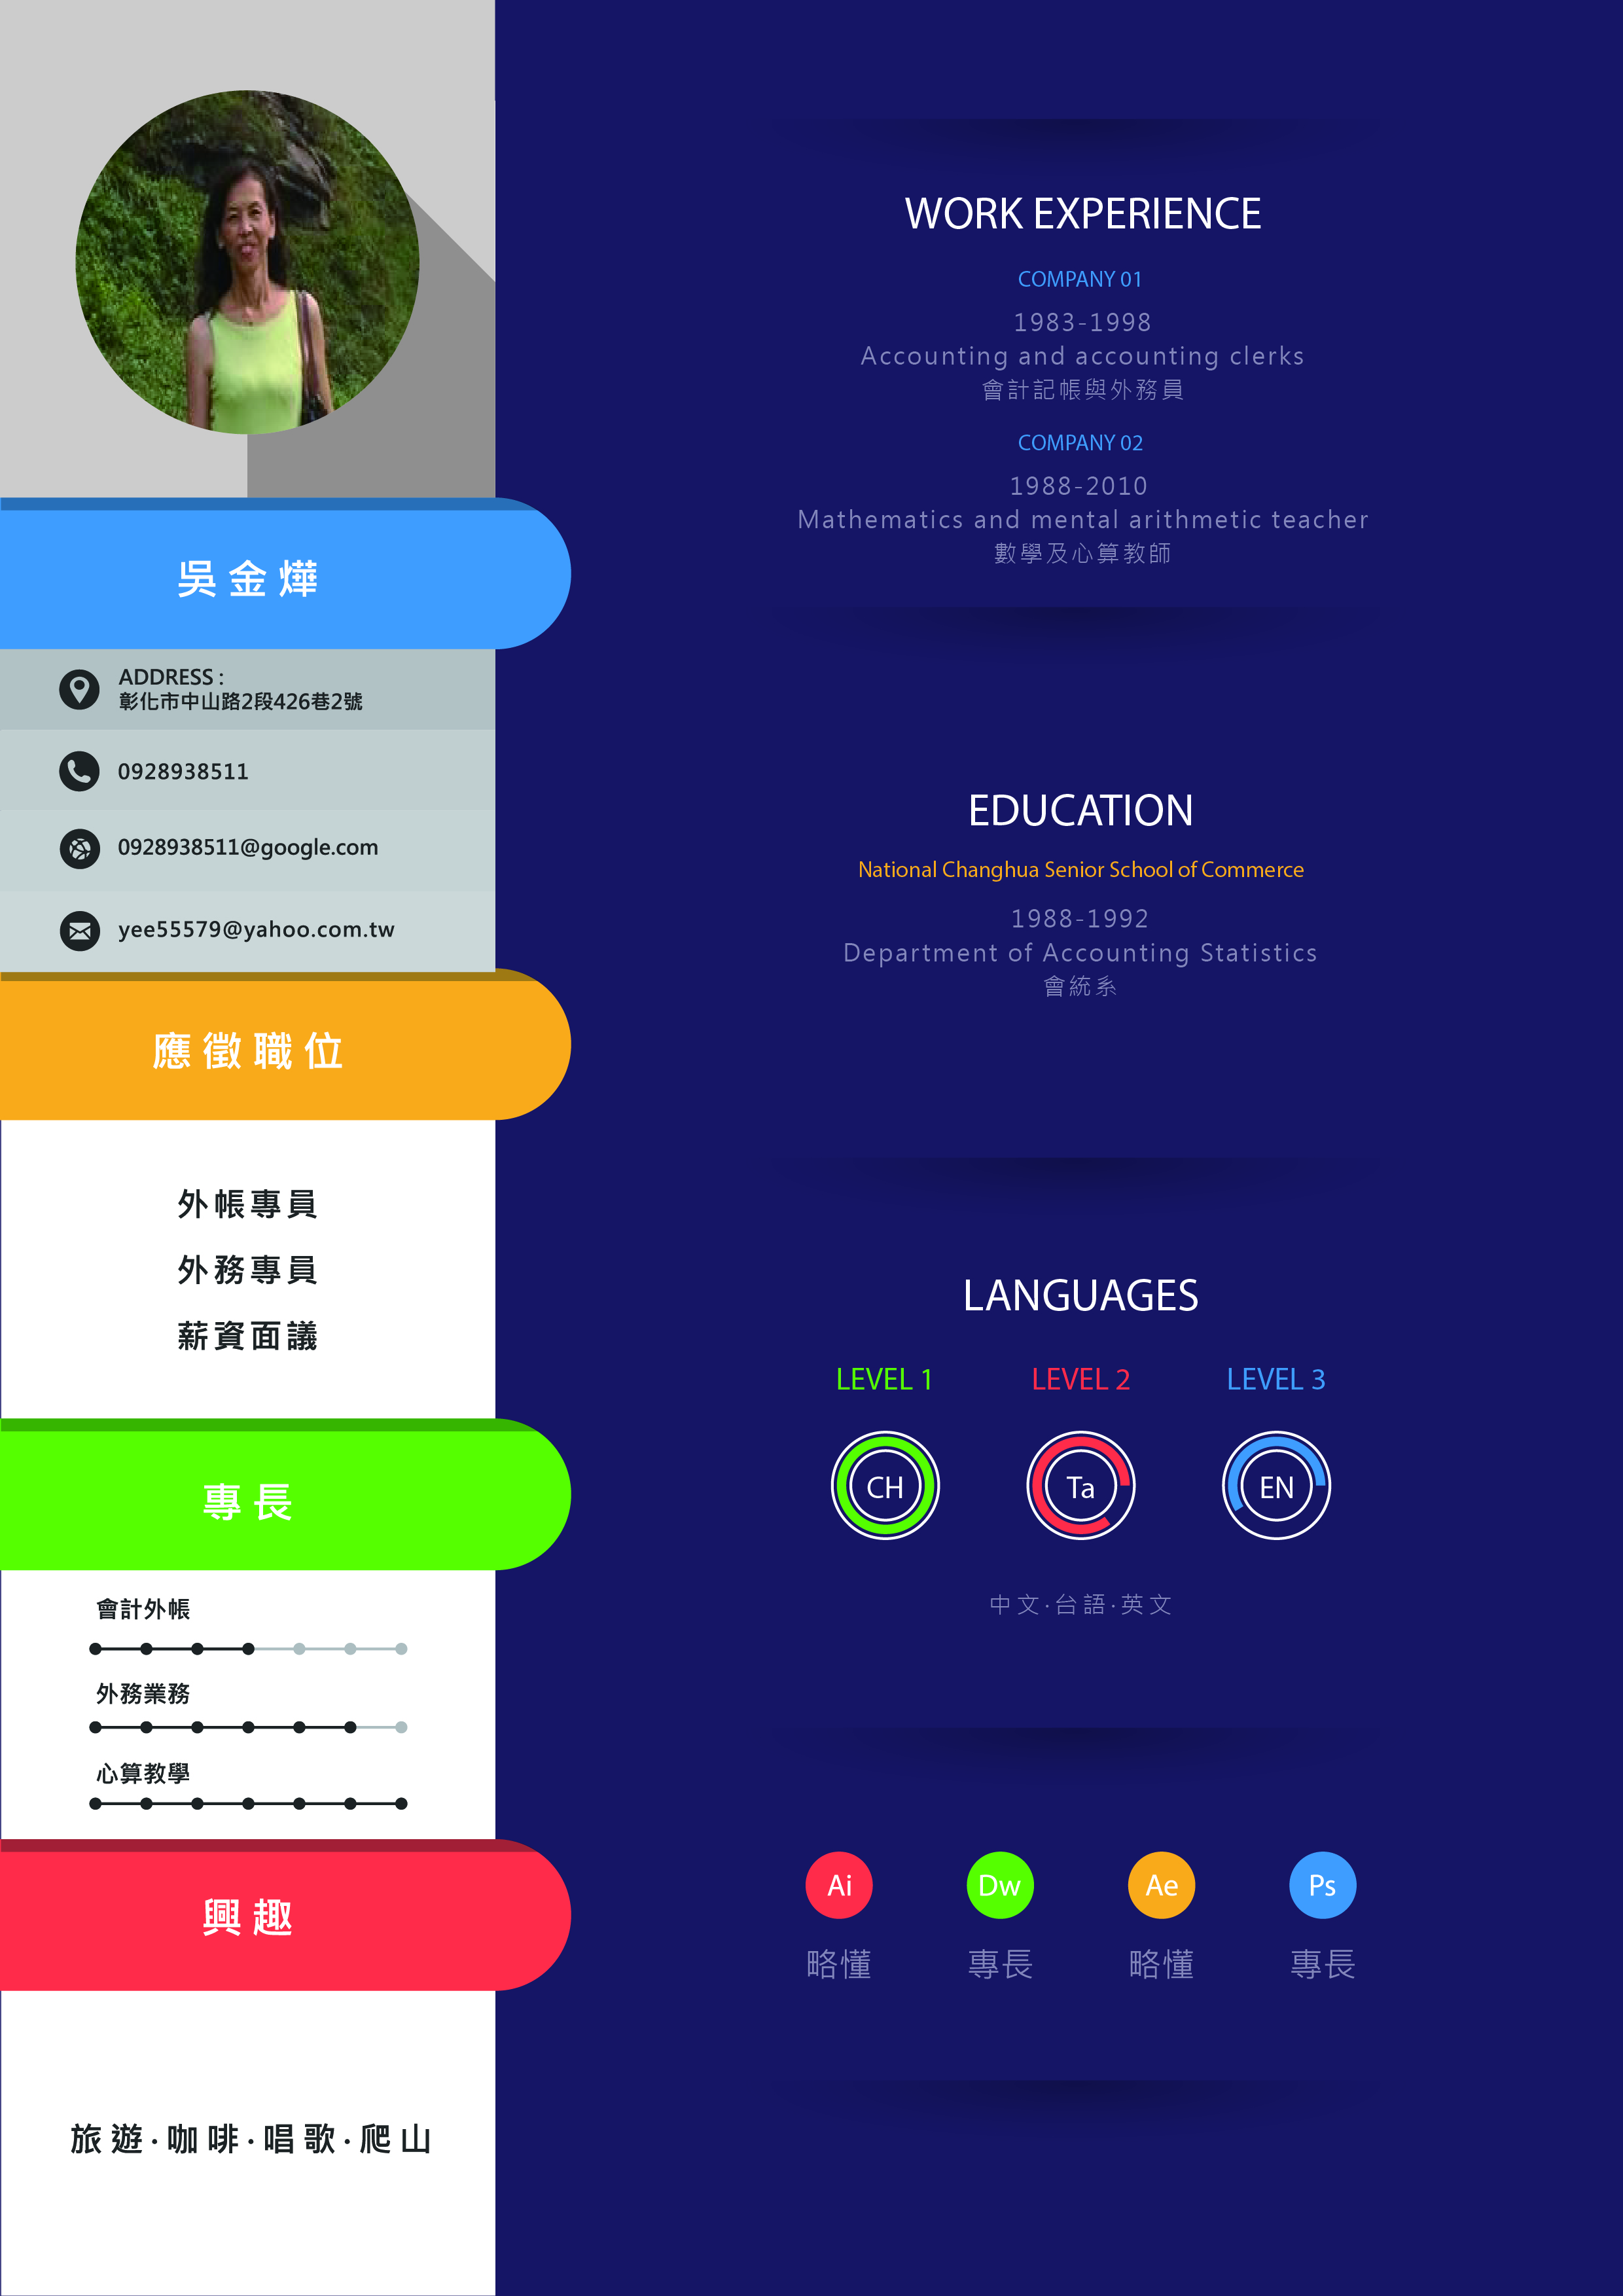 吳金燁
ADDRESS :
彰化市中山路2段426巷2號
0928938511
0928938511@google.com
yee55579@yahoo.com.tw
應徵職位
外帳專員
外務專員
薪資面議
專長
會計外帳
外務業務
心算教學
興趣
旅遊·咖啡·唱歌·爬山
WORK EXPERIENCE
COMPANY 01
1983-1998
Accounting and accounting clerks
會計記帳與外務員
COMPANY 02
1988-2010
Mathematics and mental arithmetic teacher
數學及心算教師
EDUCATION
National Changhua Senior School of Commerce
1988-1992
Department of Accounting Statistics
會統系
LANGUAGES
LEVEL 1 LEVEL 2 LEVEL 3
CH Ta EN
中文·台語·英文
Ai Dw Ae Ps
略懂 專長 略懂 專長